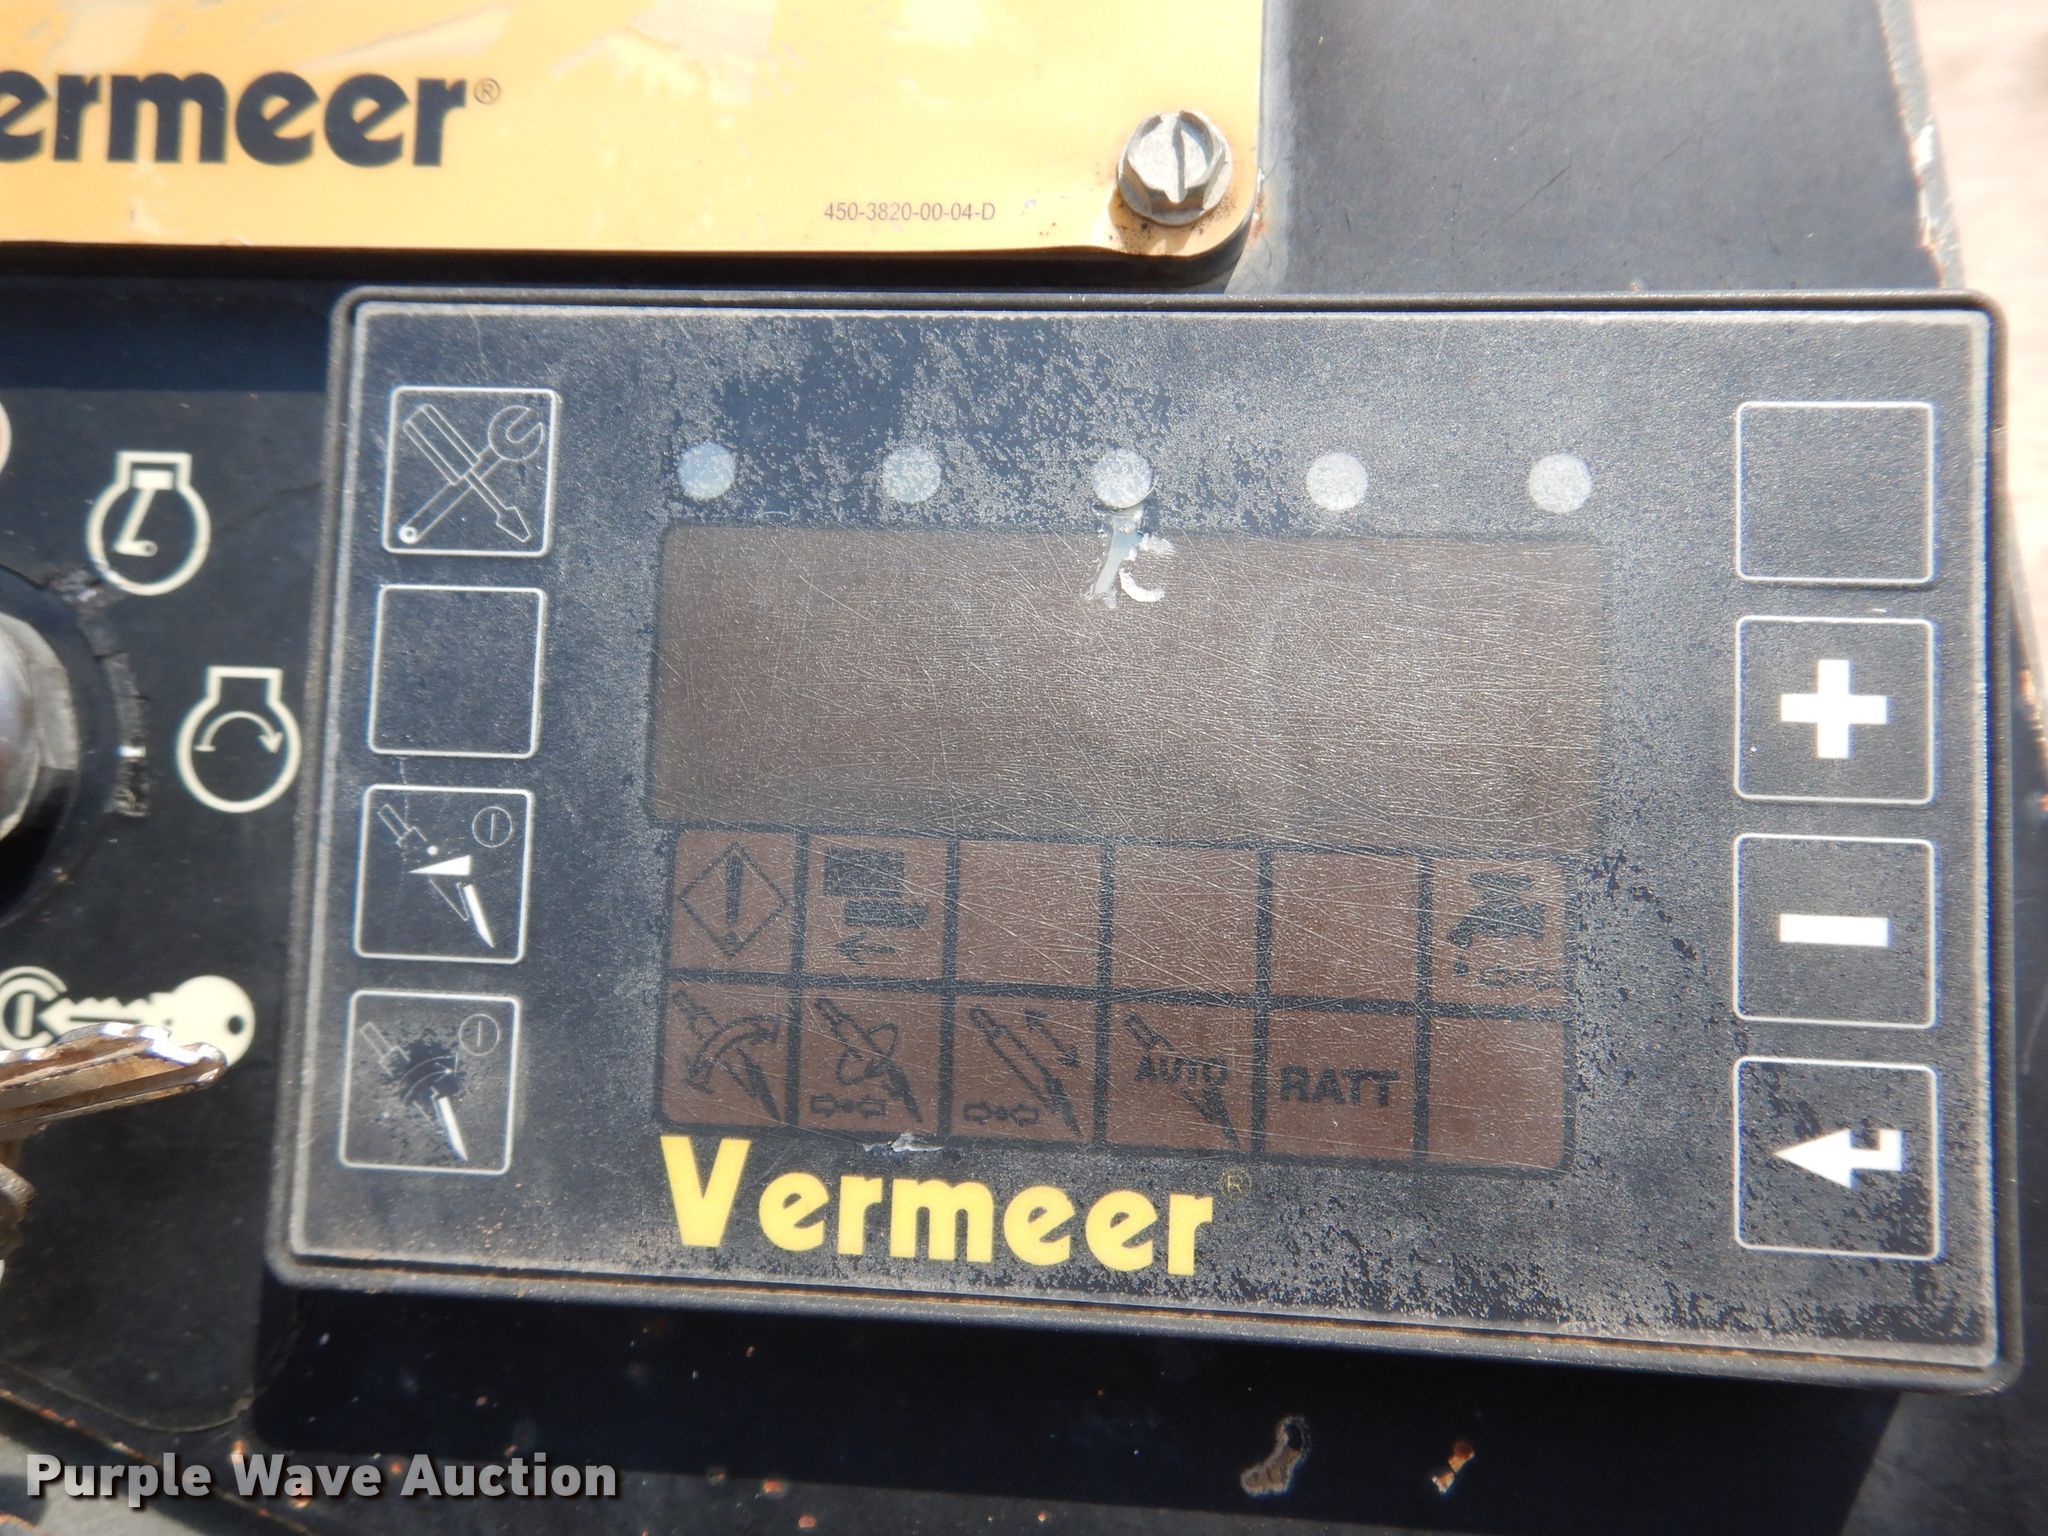 ermeer®
450-3820-00-04-D
AUTO
RATT
Vermeer®
Purple Wave Auction